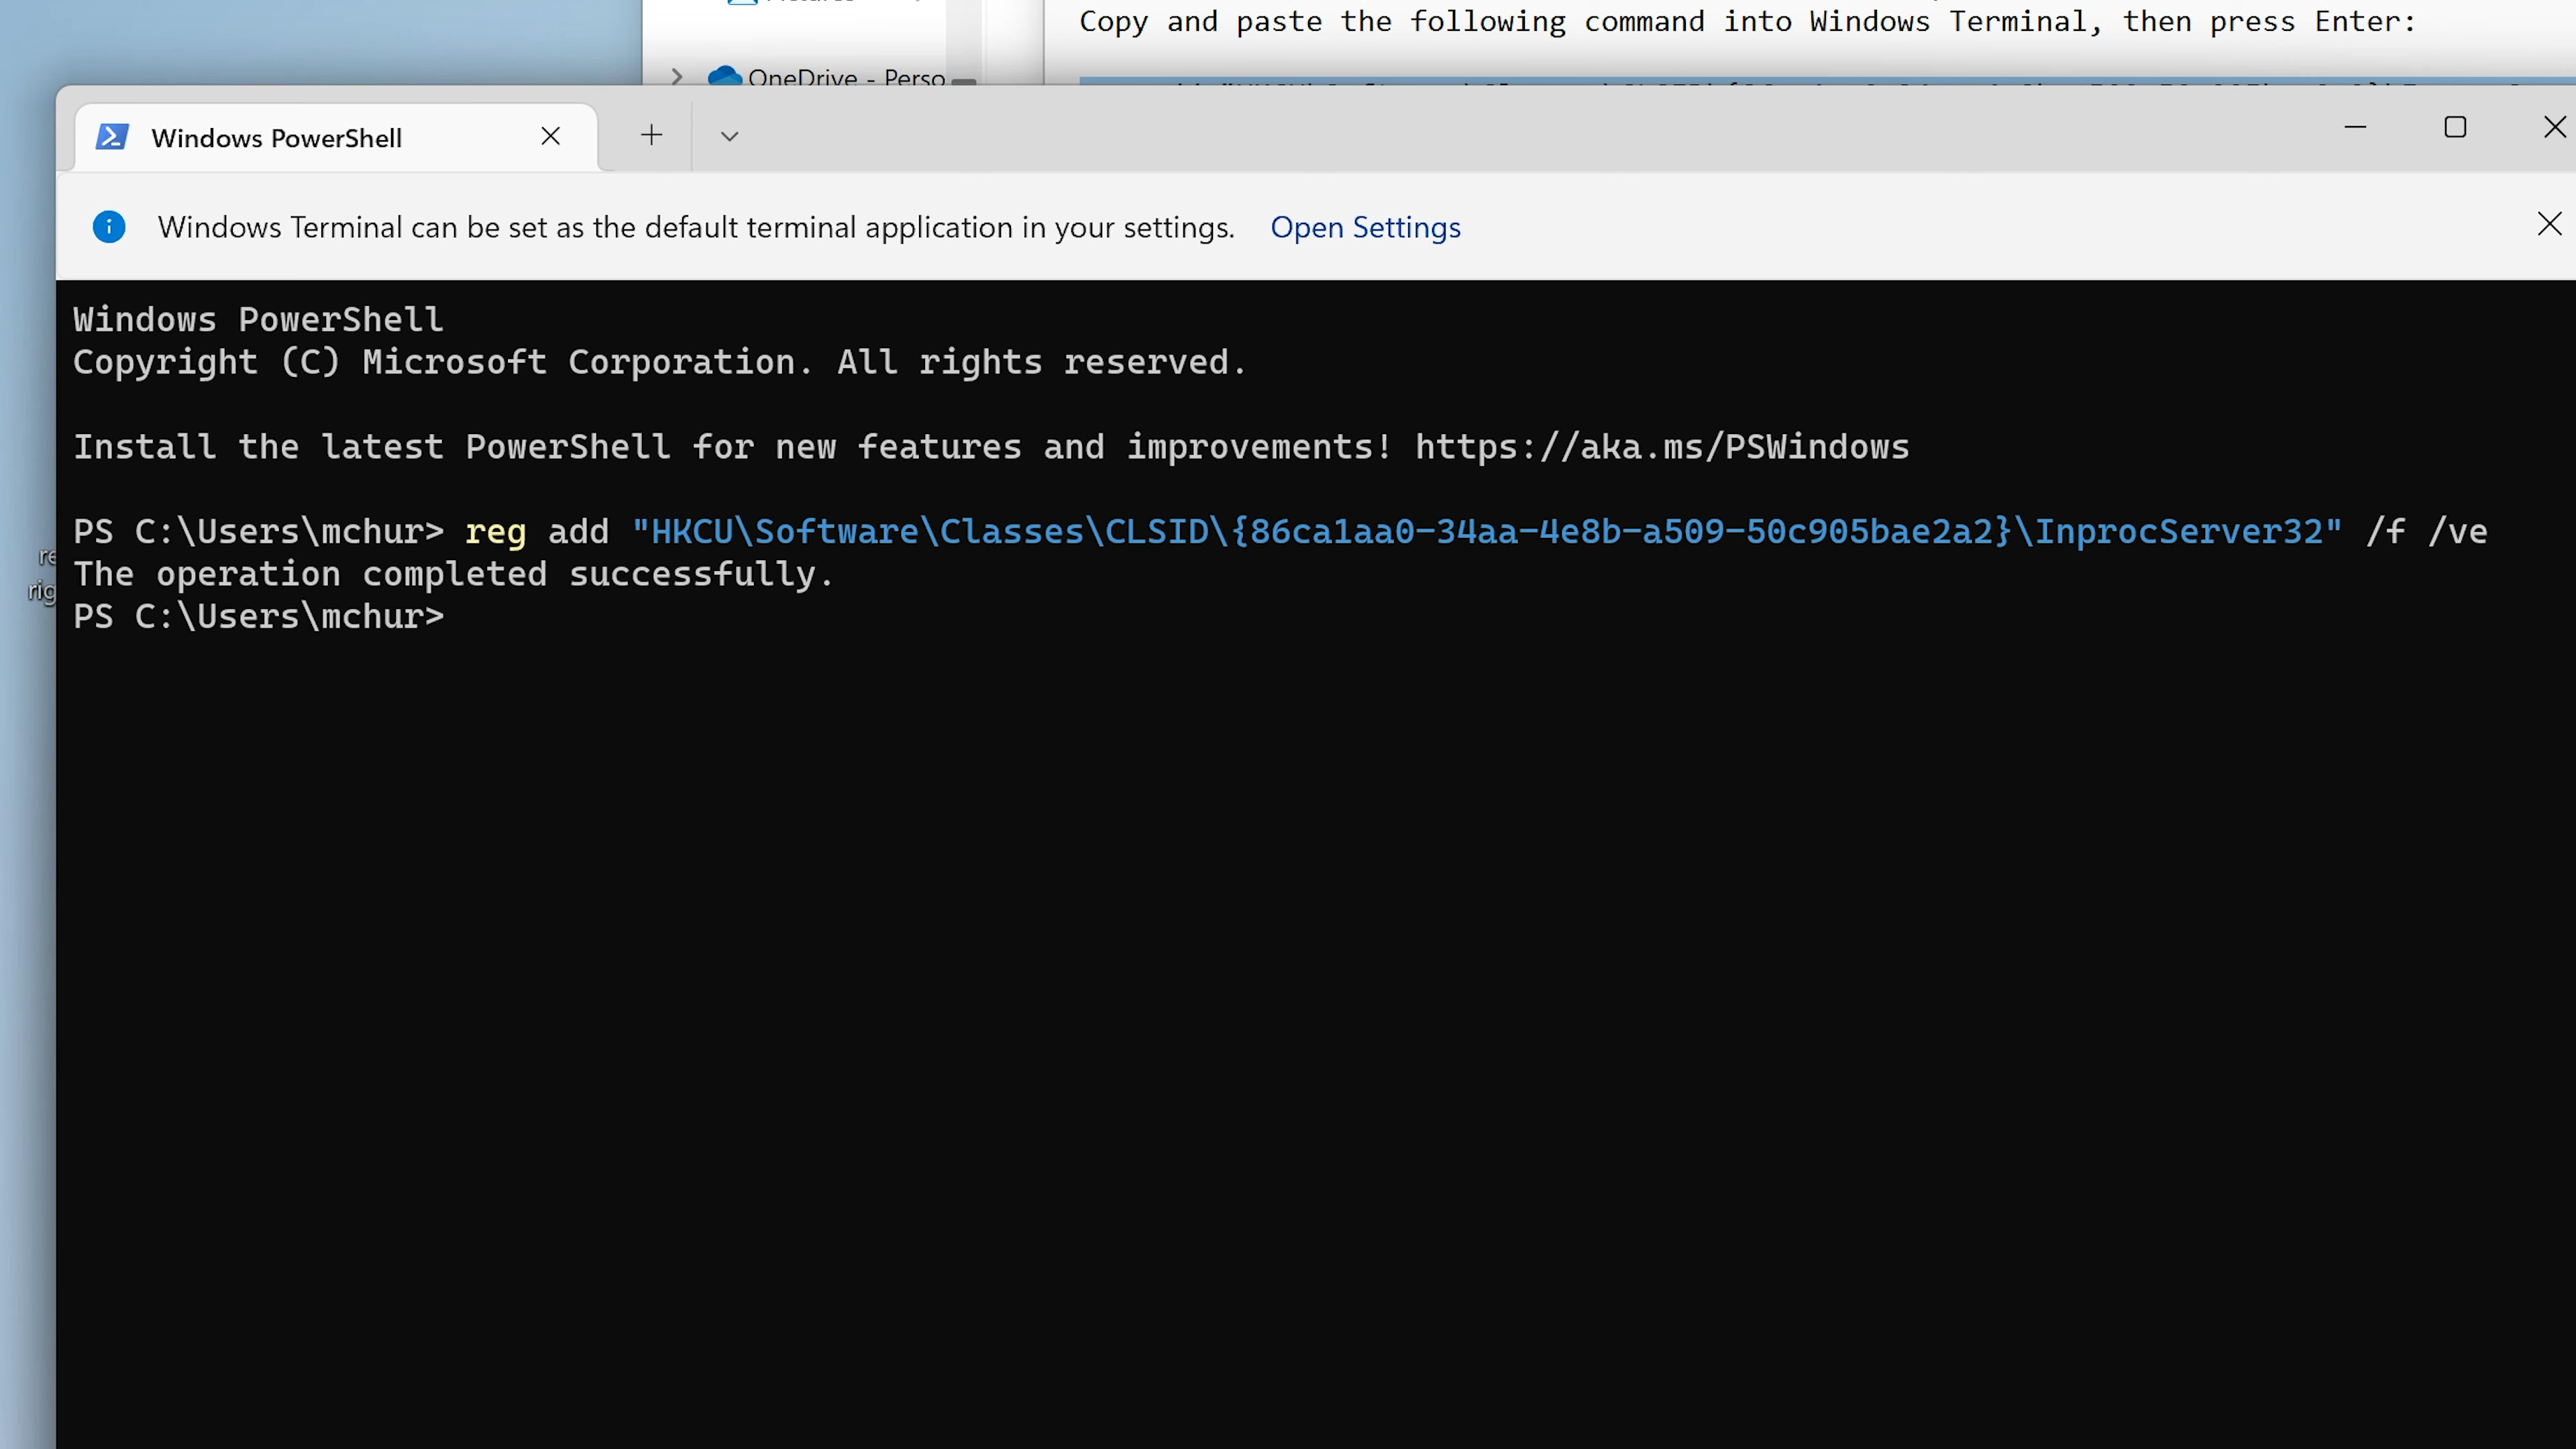 Copy and paste the following command into Windows Terminal, then press Enter:
OneDrive - Perso
Windows PowerShell
Windows Terminal can be set as the default terminal application in your settings. Open Settings
Windows PowerShell
Copyright (C) Microsoft Corporation. All rights reserved.
Install the latest PowerShell for new features and improvements! https://aka.ms/PSWindows
PS C:\Users\mchur> reg add "HKCU\Software\Classes\CLSID\{86ca1aa0-34aa-4e8b-a509-50c905bae2a2}\InprocServer32" /f /ve
The operation completed successfully.
PS C:\Users\mchur>
re
rig